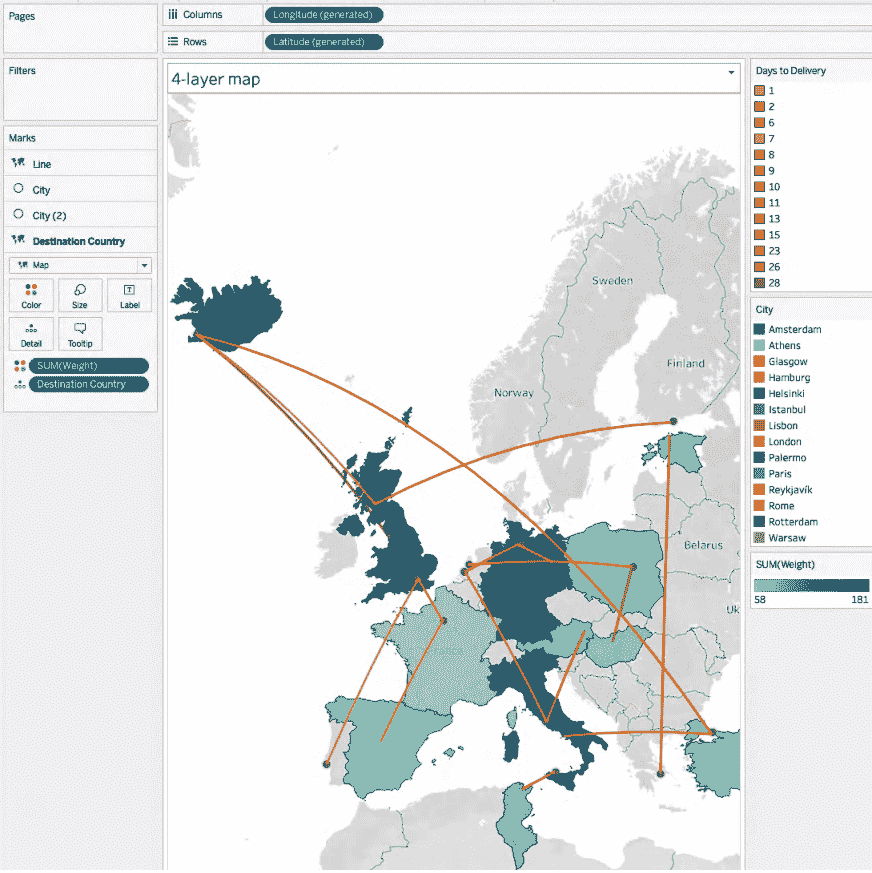 Pages
Columns
Longitude (generated)
Rows
Latitude (generated)
Filters
Marks
Line
City
City (2)
Destination Country
Map
Color
Size
Label
Detail
Tooltip
SUM(Weight)
Destination Country
4-layer map
Sweden
Finland
Norway
Belarus
Uk
Days to Delivery
1
2
6
7
8
9
10
11
13
15
23
26
28
City
Amsterdam
Athens
Glasgow
Hamburg
Helsinki
Istanbul
Lisbon
London
Palermo
Paris
Reykjavík
Rome
Rotterdam
Warsaw
SUM(Weight)
58 181